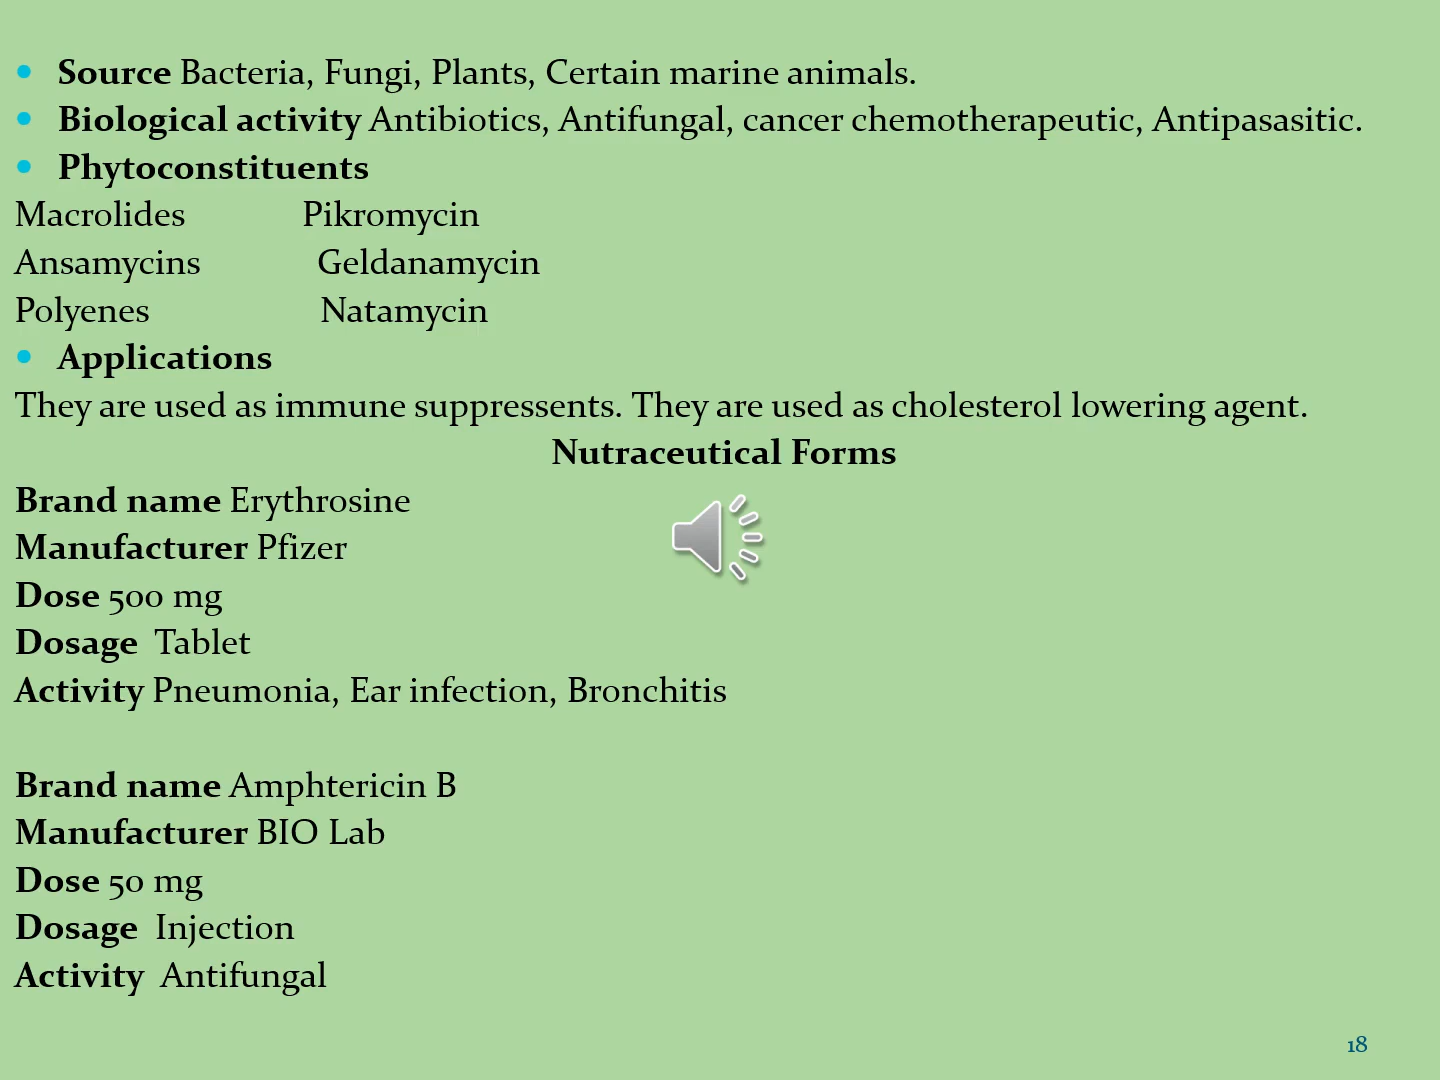 Source Bacteria, Fungi, Plants, Certain marine animals.
Biological activity Antibiotics, Antifungal, cancer chemotherapeutic, Antipasasitic.
Phytoconstituents
Macrolides Pikromycin
Ansamycins Geldanamycin
Polyenes Natamycin
Applications
They are used as immune suppressents. They are used as cholesterol lowering agent.
Nutraceutical Forms
Brand name Erythrosine
Manufacturer Pfizer
Dose 500 mg
Dosage Tablet
Activity Pneumonia, Ear infection, Bronchitis
Brand name Amphtericin B
Manufacturer BIO Lab
Dose 50 mg
Dosage Injection
Activity Antifungal
18